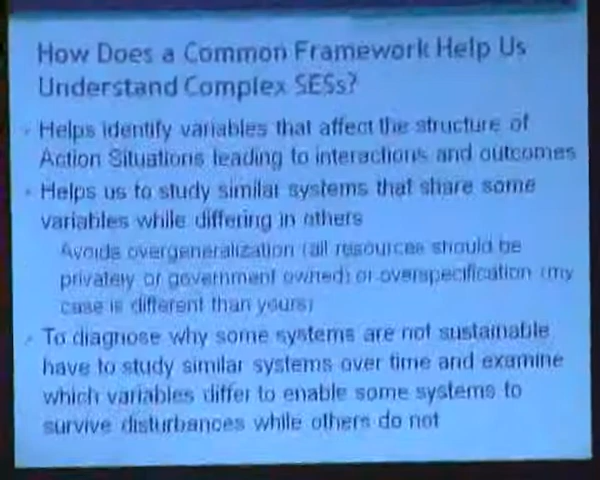 How Does a Common Framework Help Us
Understand Complex SESs?
Helps identify variables that affect the structure of
Action Situations leading to interactions and outcomes
Helps us to study similar systems that share some
variables while differing in others
Avoids overgeneralization (all resources should be
privately or government owned) or overspecification (my
case is different than yours)
To diagnose why some systems are not sustainable
have to study similar systems over time and examine
which variables differ to enable some systems to
survive disturbances while others do not